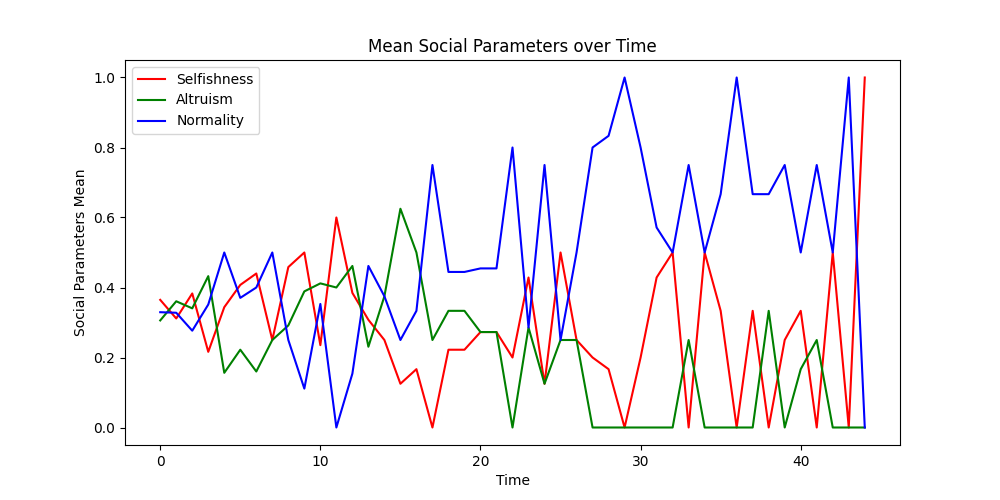 Mean Social Parameters over Time
Selfishness
Altruism
Normality
Social Parameters Mean
1.0
0.8
0.6
0.4
0.2
0.0
0 10 20 30 40
Time